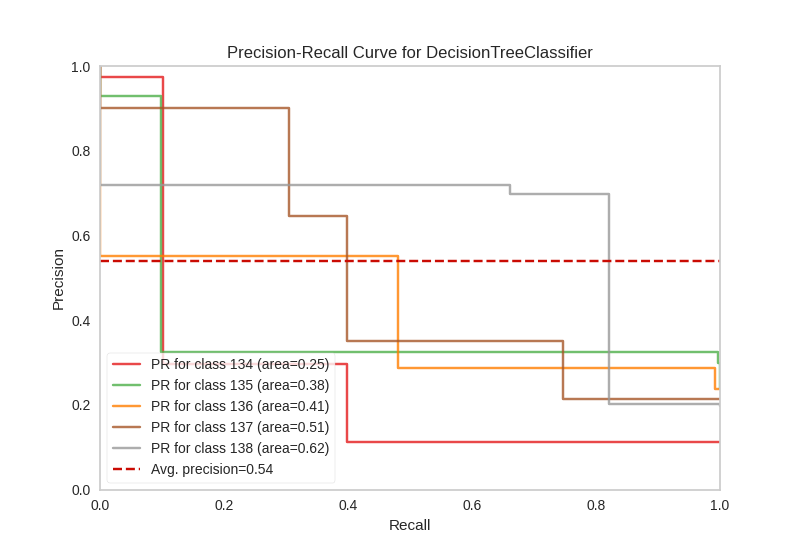 Precision-Recall Curve for DecisionTreeClassifier
1.0
0.8
0.6
0.4
0.2
0.0
Precision
PR for class 134 (area=0.25)
PR for class 135 (area=0.38)
PR for class 136 (area=0.41)
PR for class 137 (area=0.51)
PR for class 138 (area=0.62)
Avg. precision=0.54
0.0 0.2 0.4 0.6 0.8 1.0
Recall